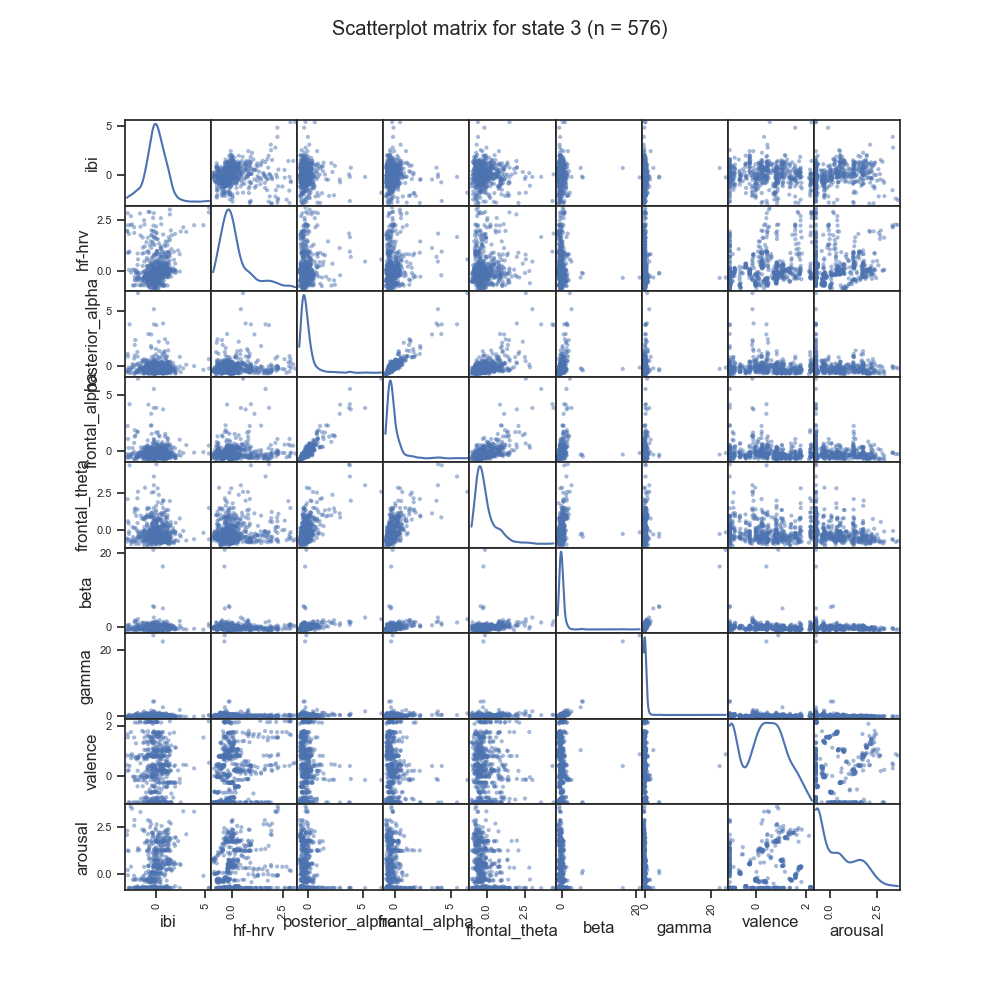 Scatterplot matrix for state 3 (n = 576)
ibi
5
0
hf-hrv
2.5
0.0
posterior_alpha
5
0
frontal_alpha
5
0
frontal_theta
2.5
0.0
beta
20
0
gamma
20
0
valence
2
0
arousal
2.5
0.0
0 5 0.0 2.5 0 5 0 5 0.0 2.5 0 20 0 20 0 2 0.0 2.5
ibi hf-hrv posterior_alpha frontal_alpha frontal_theta beta gamma valence arousal